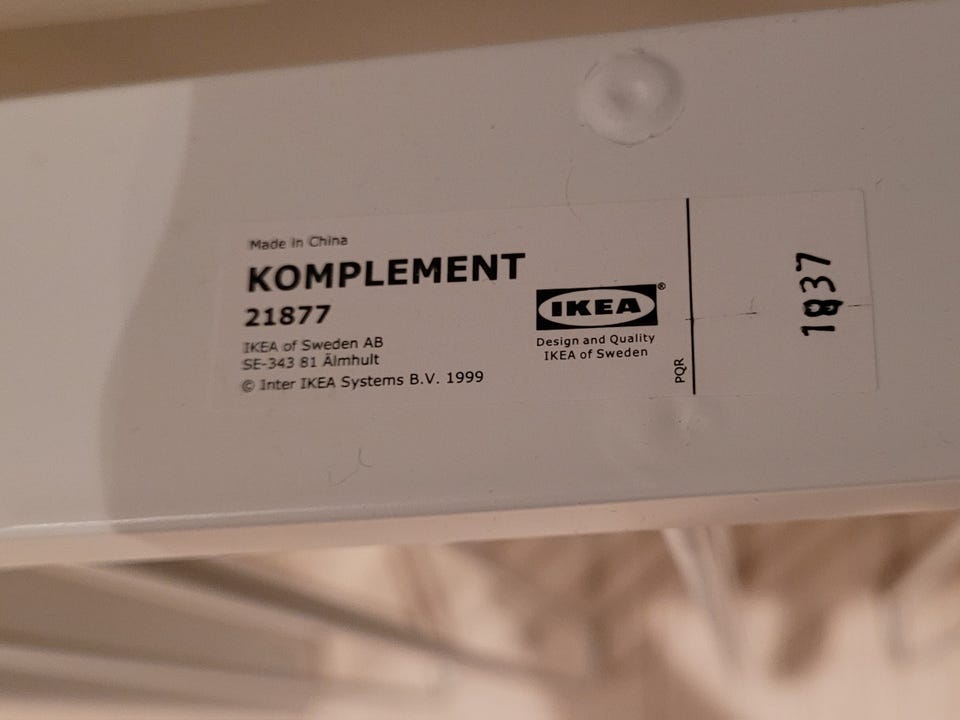 Made in China
KOMPLEMENT
21877
IKEA of Sweden AB
SE-343 81 Älmhult
© Inter IKEA Systems B.V. 1999
IKEA®
Design and Quality
IKEA of Sweden
PQR
1837